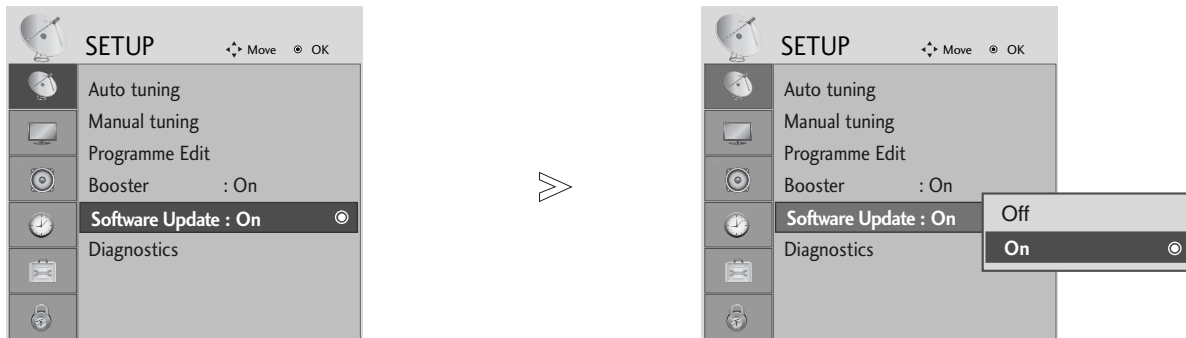 SETUP Move OK
Auto tuning
Manual tuning
Programme Edit
Booster : On
Software Update : On
Diagnostics
SETUP Move OK
Auto tuning
Manual tuning
Programme Edit
Booster : On
Software Update : On
Diagnostics
Off
On